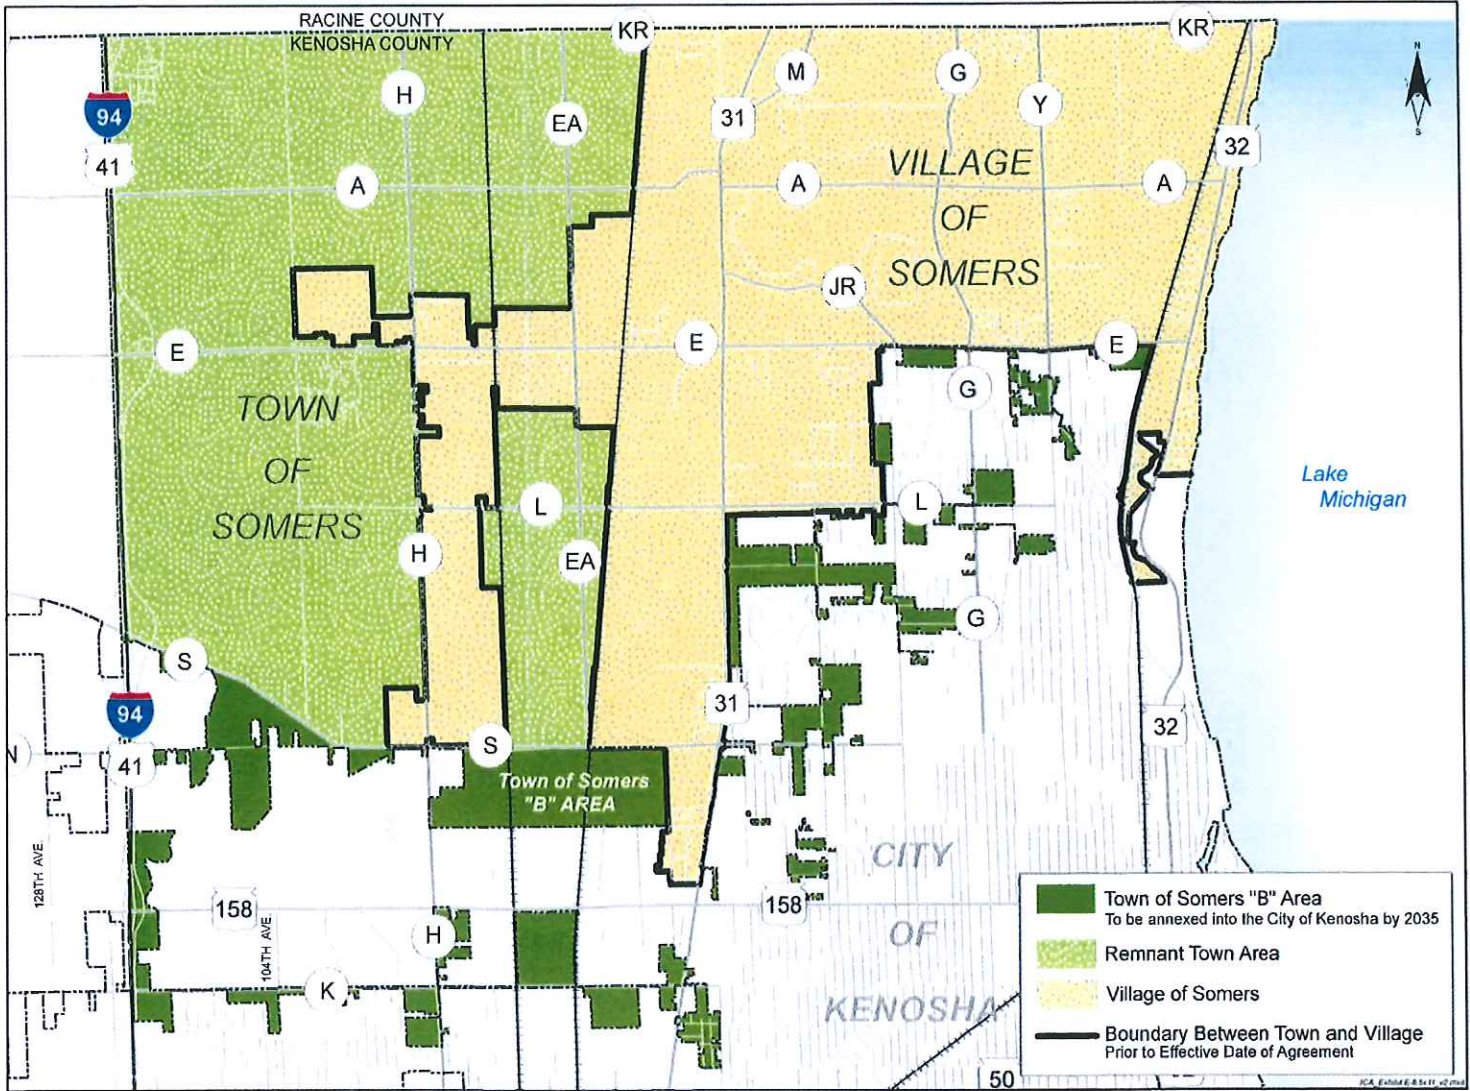 RACINE COUNTY
KENOSHA COUNTY
KR
KR
N
S
94
41
H
EA
M
31
G
Y
32
A
A
A
VILLAGE
OF
SOMERS
JR
E
E
E
G
TOWN
OF
SOMERS
L
L
Lake
Michigan
H
EA
G
S
94
31
32
41
S
N
Town of Somers
"B" AREA
CITY
OF
KENOSHA
128TH AVE.
104TH AVE.
158
158
H
K
50
Town of Somers "B" Area
To be annexed into the City of Kenosha by 2035
Remnant Town Area
Village of Somers
Boundary Between Town and Village
Prior to Effective Date of Agreement